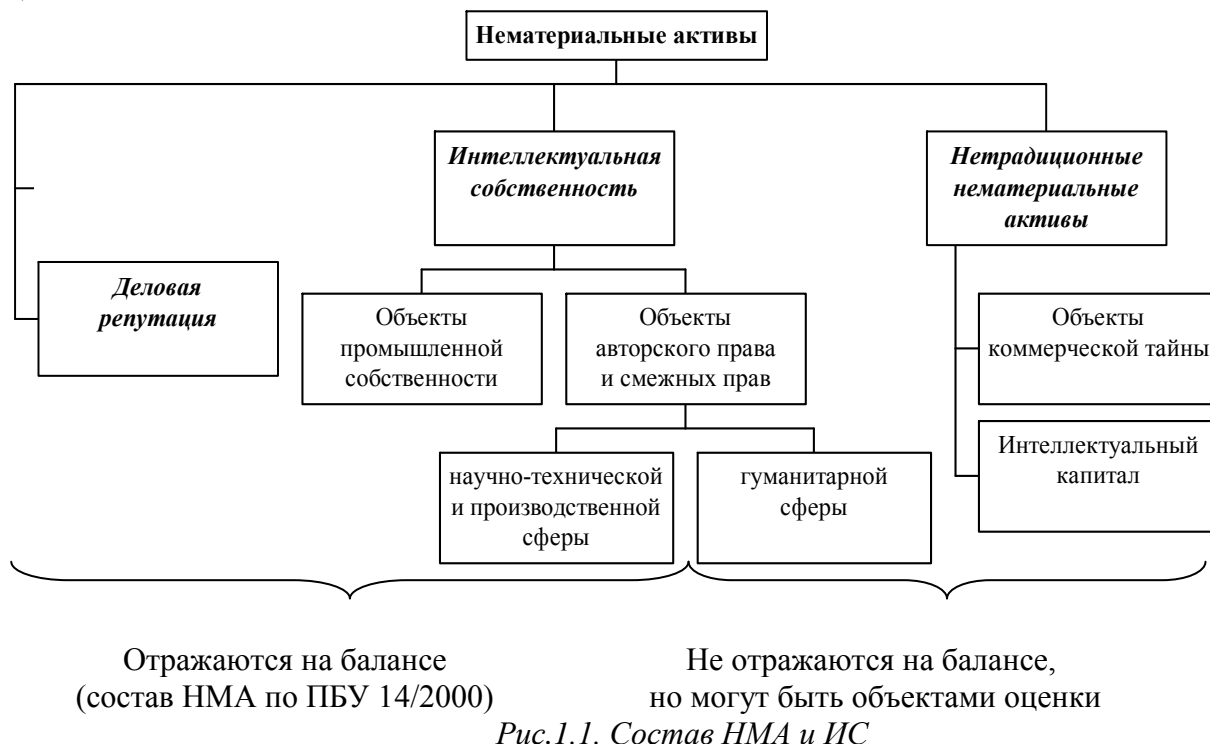 Нематериальные активы
Интеллектуальная
собственность
Нетрадиционные
нематериальные
активы
Деловая
репутация
Объекты
промышленной
собственности
Объекты
авторского права
и смежных прав
Объекты
коммерческой тайны
Интеллектуальный
капитал
научно-технической
и производственной
сферы
гуманитарной
сферы
Отражаются на балансе
(состав НМА по ПБУ 14/2000)
Не отражаются на балансе,
но могут быть объектами оценки
Рис.1.1. Состав НМА и ИС